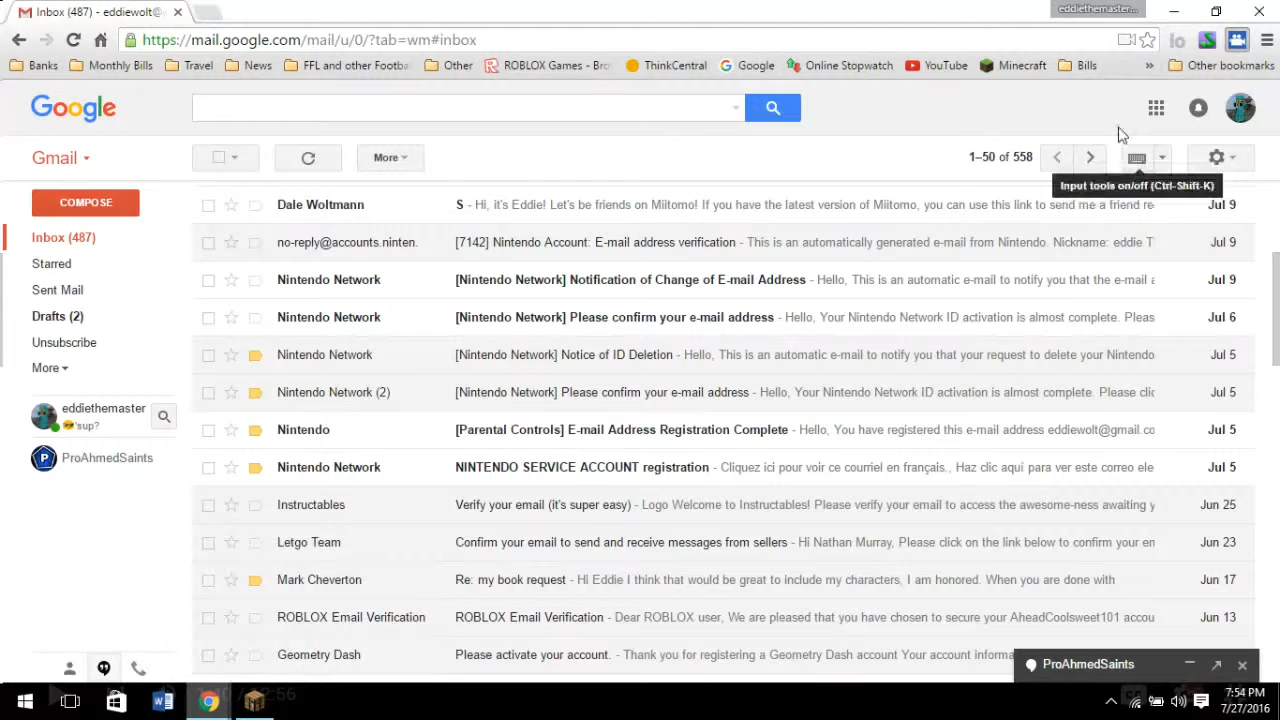 Inbox (487) - eddiewolt@
eddiethemaster...
https://mail.google.com/mail/u/0/?tab=wm#inbox
Banks Monthly Bills Travel News FFL and other Footba Other ROBLOX Games - Bro ThinkCentral Google Online Stopwatch YouTube Minecraft Bills » Other bookmarks
Google
Gmail More 1–50 of 558
Input tools on/off (Ctrl-Shift-K)
COMPOSE
Inbox (487)
Starred
Sent Mail
Drafts (2)
Unsubscribe
More
eddiethemaster
'sup?
ProAhmedSaints
Dale Woltmann S - Hi, it's Eddie! Let's be friends on Miitomo! If you have the latest version of Miitomo, you can use this link to send me a friend re Jul 9
no-reply@accounts.ninten. [7142] Nintendo Account: E-mail address verification - This is an automatically generated e-mail from Nintendo. Nickname: eddie T Jul 9
Nintendo Network [Nintendo Network] Notification of Change of E-mail Address - Hello, This is an automatic e-mail to notify you that the e-mail a Jul 9
Nintendo Network [Nintendo Network] Please confirm your e-mail address - Hello, Your Nintendo Network ID activation is almost complete. Pleas Jul 6
Nintendo Network [Nintendo Network] Notice of ID Deletion - Hello, This is an automatic e-mail to notify you that your request to delete your Nintendo Jul 5
Nintendo Network (2) [Nintendo Network] Please confirm your e-mail address - Hello, Your Nintendo Network ID activation is almost complete. Please clic Jul 5
Nintendo [Parental Controls] E-mail Address Registration Complete - Hello, You have registered this e-mail address eddiewolt@gmail.co Jul 5
Nintendo Network NINTENDO SERVICE ACCOUNT registration - Cliquez ici pour voir ce courriel en français., Haz clic aquí para ver este correo ele Jul 5
Instructables Verify your email (it's super easy) - Logo Welcome to Instructables! Please verify your email to access the awesome-ness awaiting y Jun 25
Letgo Team Confirm your email to send and receive messages from sellers - Hi Nathan Murray, Please click on the link below to confirm your em Jun 23
Mark Cheverton Re: my book request - HI Eddie I think that would be great to include my characters, I am honored. When you are done with Jun 17
ROBLOX Email Verification ROBLOX Email Verification - Dear ROBLOX user, We are pleased that you have chosen to secure your AheadCoolsweet101 accou Jun 13
Geometry Dash Please activate your account. - Thank you for registering a Geometry Dash account Your account informa
ProAhmedSaints
7:54 PM
7/27/2016